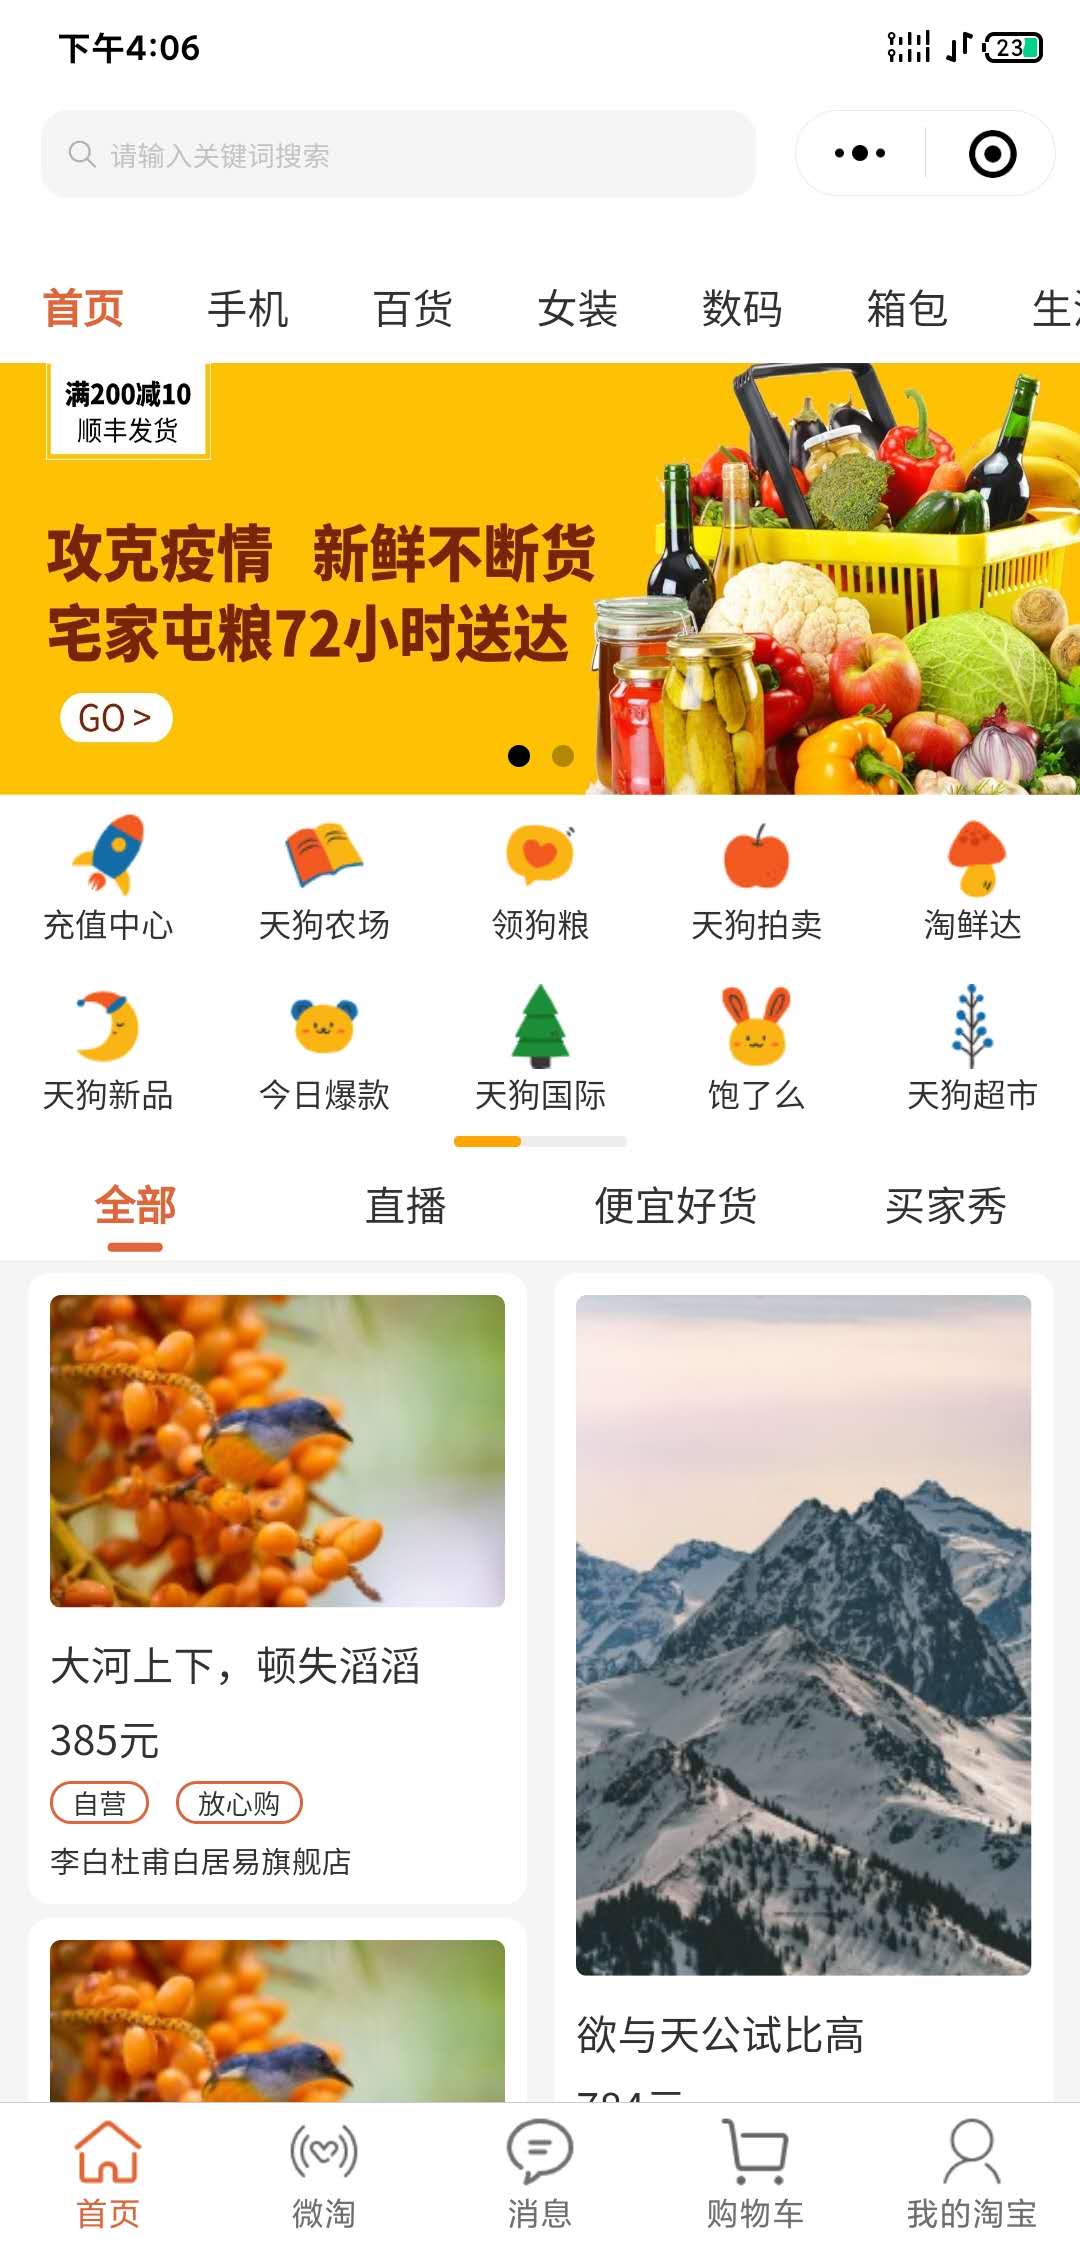 下午4:06
23
请输入关键词搜索
首页 手机 百货 女装 数码 箱包
满200减10
顺丰发货
攻克疫情 新鲜不断货
宅家屯粮72小时送达
GO >
充值中心 天狗农场 领狗粮 天狗拍卖 淘鲜达
天狗新品 今日爆款 天狗国际 饱了么 天狗超市
全部 直播 便宜好货 买家秀
大河上下，顿失滔滔
385元
自营 放心购
李白杜甫白居易旗舰店
欲与天公试比高
首页 微淘 消息 购物车 我的淘宝